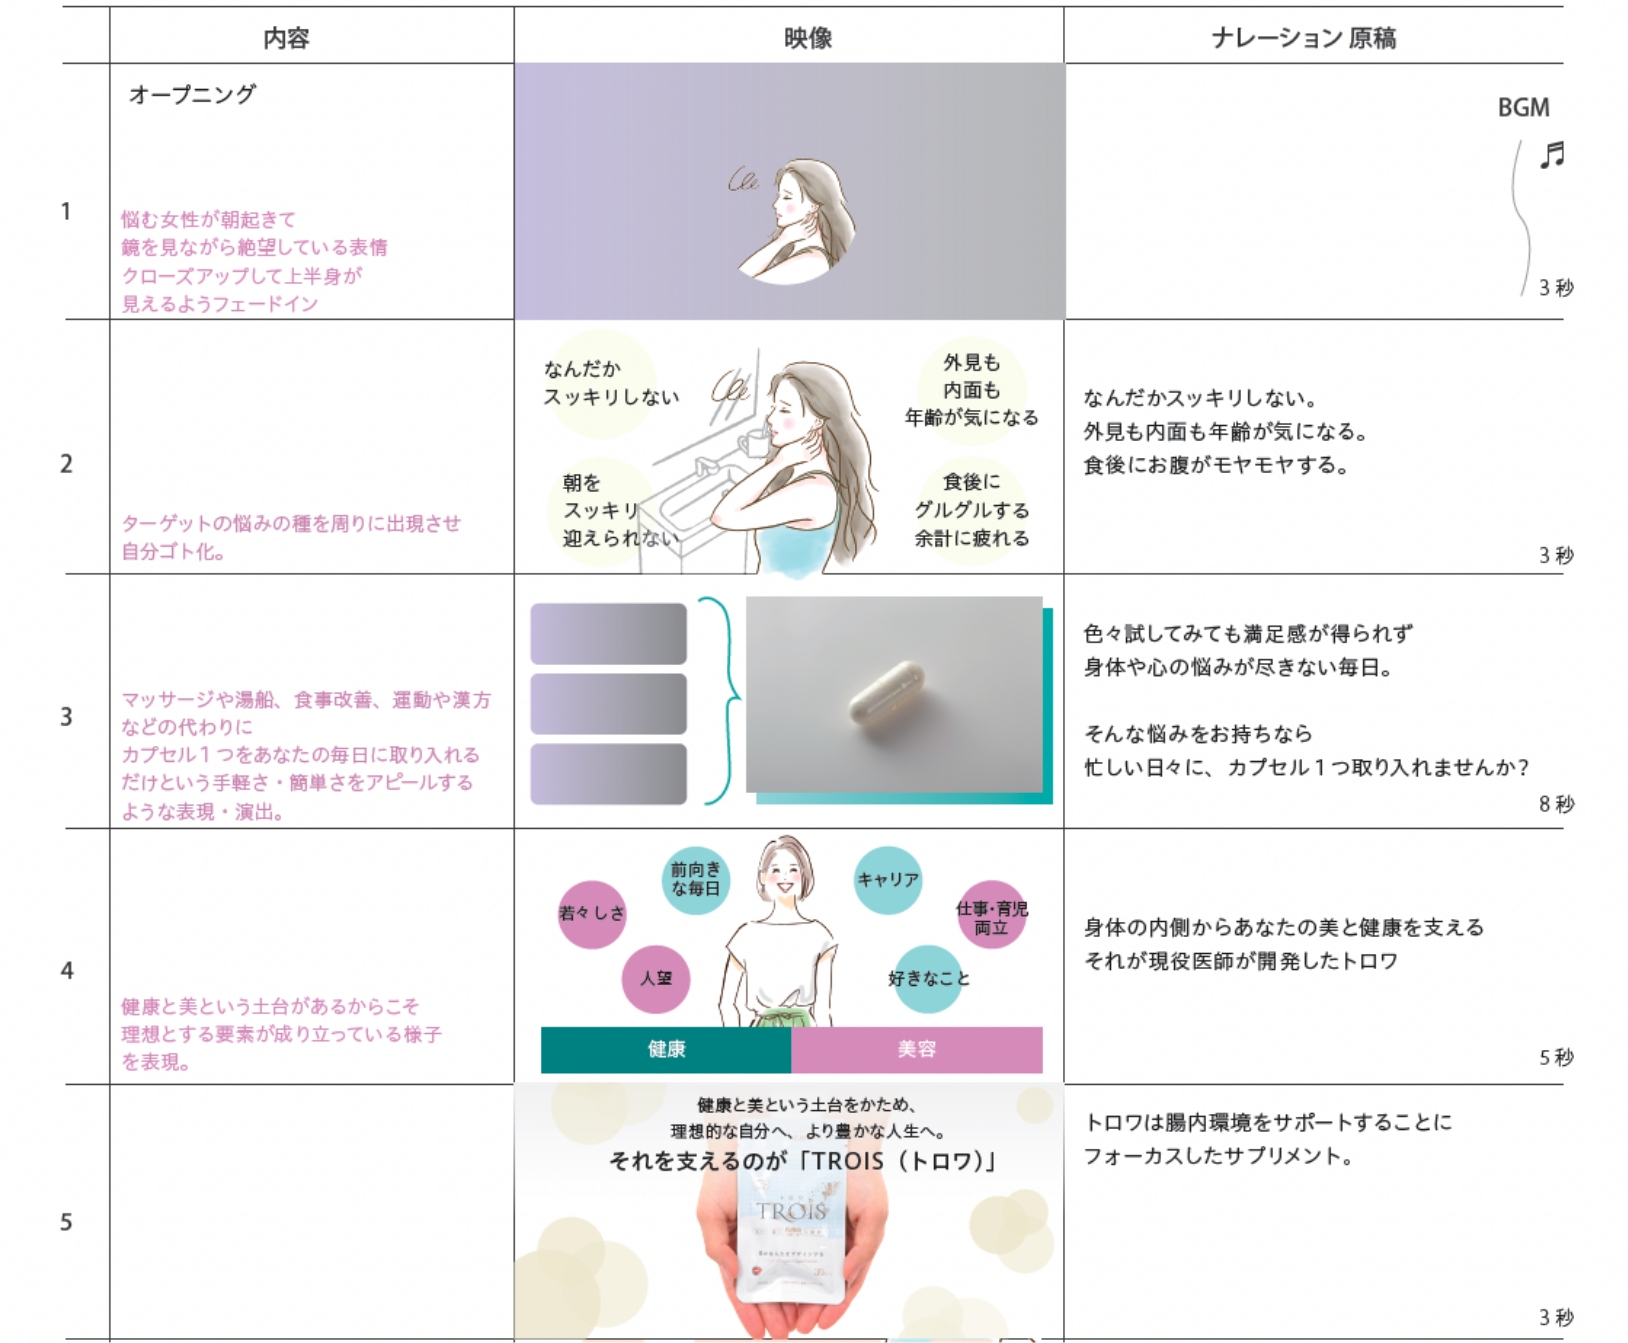 内容
映像
ナレーション 原稿
1
オープニング
悩む女性が朝起きて
鏡を見ながら絶望している表情
クローズアップして上半身が
見えるようフェードイン
BGM
3 秒
2
ターゲットの悩みの種を周りに出現させ
自分ゴト化。
なんだか
スッキリしない
外見も
内面も
年齢が気になる
朝を
スッキリ
迎えられない
食後に
グルグルする
余計に疲れる
なんだかスッキリしない。
外見も内面も年齢が気になる。
食後にお腹がモヤモヤする。
3 秒
3
マッサージや湯船、食事改善、運動や漢方
などの代わりに
カプセル１つをあなたの毎日に取り入れる
だけという手軽さ・簡単さをアピールする
ような表現・演出。
色々試してみても満足感が得られず
身体や心の悩みが尽きない毎日。
そんな悩みをお持ちなら
忙しい日々に、カプセル１つ取り入れませんか？
8 秒
4
健康と美という土台があるからこそ
理想とする要素が成り立っている様子
を表現。
前向き
な毎日
キャリア
若々しさ
仕事・育児
両立
人望
好きなこと
健康
美容
身体の内側からあなたの美と健康を支える
それが現役医師が開発したトロワ
5 秒
5
健康と美という土台をかため、
理想的な自分へ、より豊かな人生へ。
それを支えるのが「TROIS（トロワ）」
TROIS
トロワは腸内環境をサポートすることに
フォーカスしたサプリメント。
3 秒